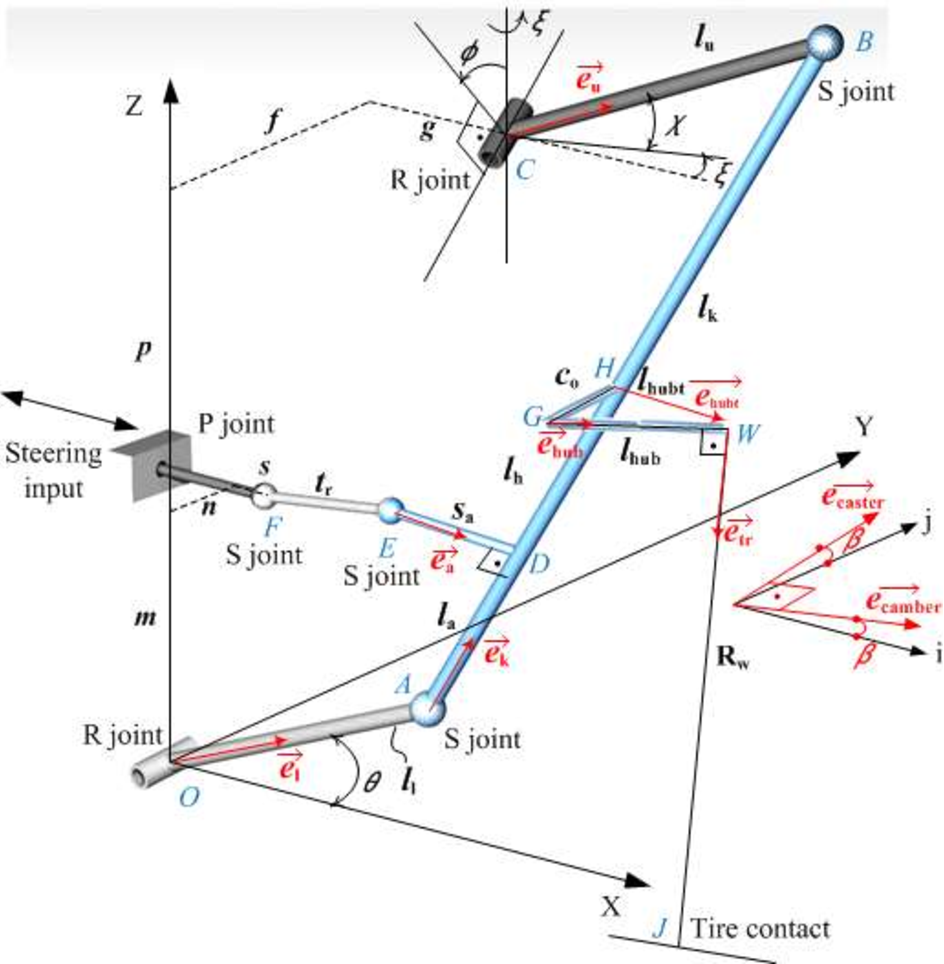 ξ
ϕ
l_u
B
Z
f
e_u
S joint
g
χ
R joint
C
ξ
l_k
p
H
c_o
l_hubt
e_hubt
P joint
G
W
Y
Steering
input
e_hub
l_hub
s
t_r
l_h
s_a
e_caster
n
F
E
e_a
e_tr
j
β
S joint
S joint
D
e_camber
m
l_a
i
β
e_k
R_w
A
R joint
S joint
e_l
θ
l_l
O
X
J
Tire contact